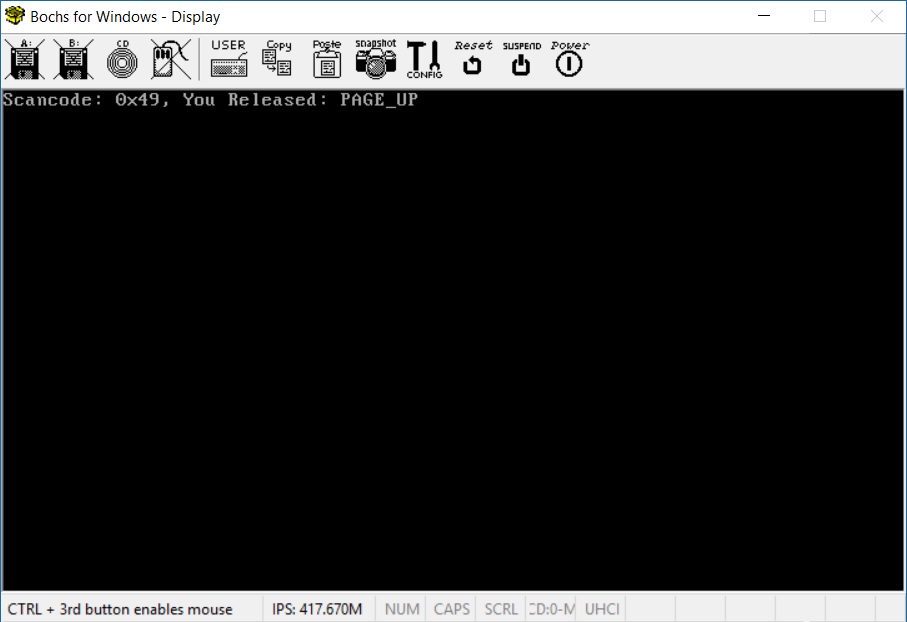 Bochs for Windows - Display
A: B: CD USER Copy Paste snapshot CONFIG Reset SUSPEND Power
Scancode: 0x49, You Released: PAGE_UP
CTRL + 3rd button enables mouse IPS: 417.670M NUM CAPS SCRL CD:0-M UHCI